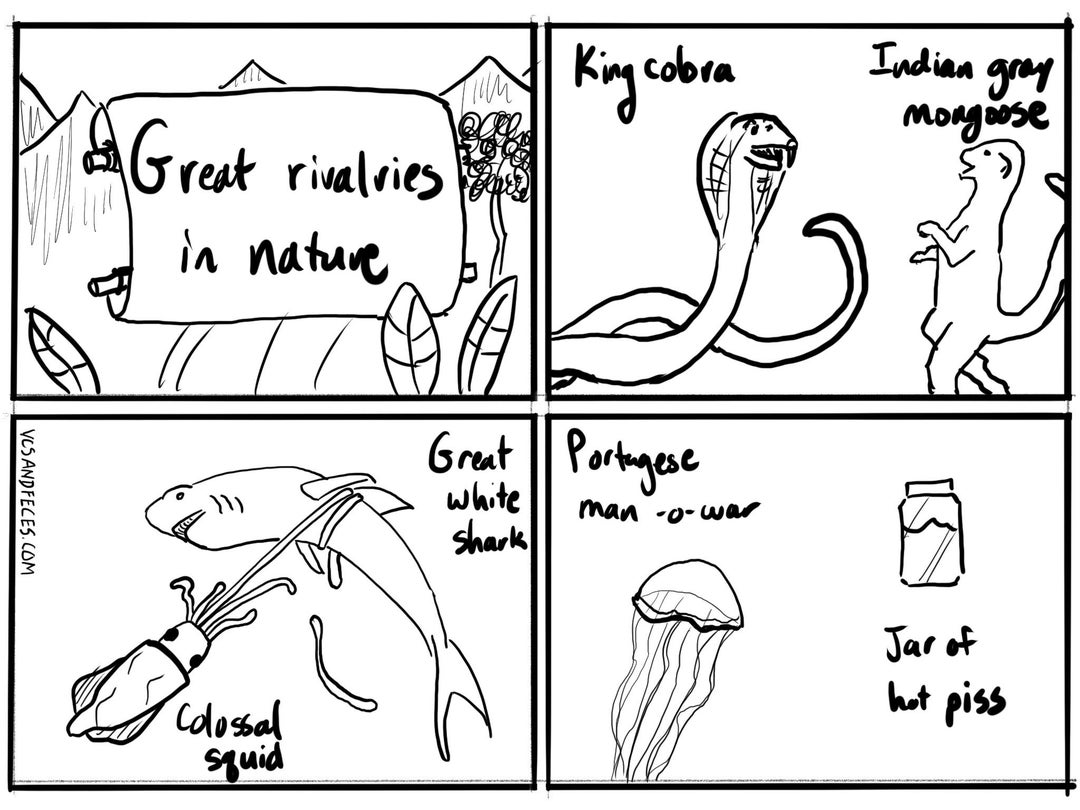 Great rivalries
in nature
King cobra
Indian gray
mongoose
VCSANDFECES.COM
Great
white
shark
Colossal
squid
Portugese
man-o-war
Jar of
hot piss